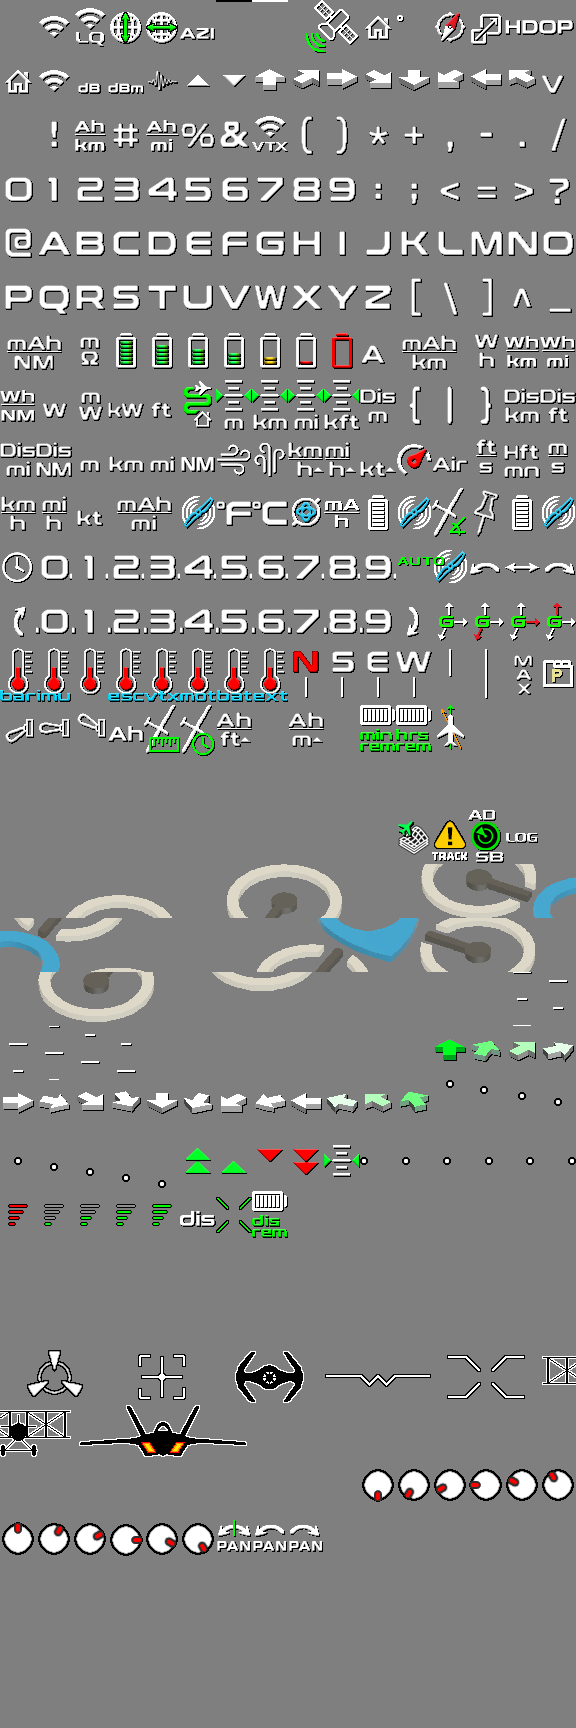 LQ AZI HDOP
dB dBm V
! Ah/km # Ah/mi % & VTX ( ) * + , - . /
0 1 2 3 4 5 6 7 8 9 : ; < = > ?
@ A B C D E F G H I J K L M N O
P Q R S T U V W X Y Z [ \ ] ^ _
mAh/NM m Ω A mAh/km W/h Wh/km Wh/mi
Wh/NM W m/W kW ft m km mi kft Dis m { | } Dis km Dis ft
Dis mi Dis NM m km mi NM km/h mi/h kt Air ft/s Hft/mn m/s
km/h mi/h kt mAh/mi °F °C mA/h
0. 1. 2. 3. 4. 5. 6. 7. 8. 9. AUTO
.0 .1 .2 .3 .4 .5 .6 .7 .8 .9 G G G G
bar imu esc vtx mot bat ext N S E W MAX P
Ah Ah/ft Ah/m min rem hrs rem
TRACK AD SB LOG
dis dis rem
PAN PAN PAN